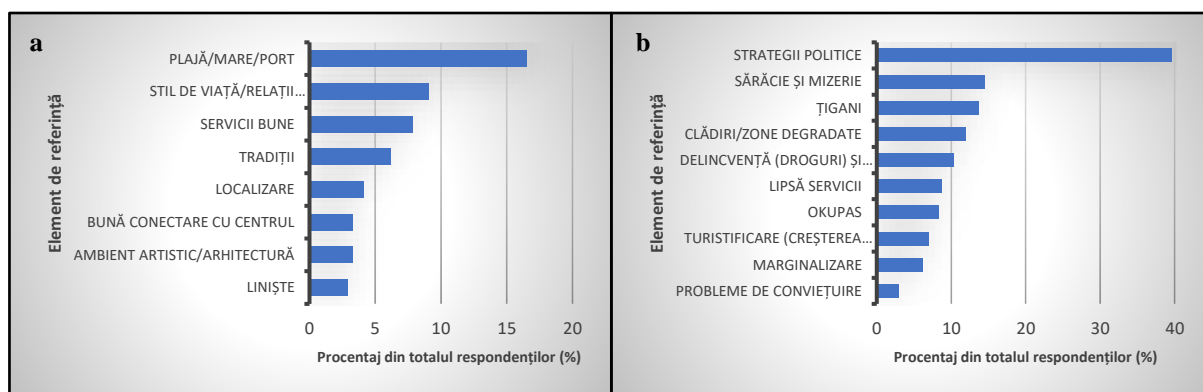 a
Element de referință
PLAJĂ/MARE/PORT
STIL DE VIAȚĂ/RELAȚII...
SERVICII BUNE
TRADIȚII
LOCALIZARE
BUNĂ CONECTARE CU CENTRUL
AMBIENT ARTISTIC/ARHITECTURĂ
LINIȘTE
0 5 10 15 20
Procentaj din totalul respondenților (%)
b
Element de referință
STRATEGII POLITICE
SĂRĂCIE ȘI MIZERIE
ȚIGANI
CLĂDIRI/ZONE DEGRADATE
DELINCVENȚĂ (DROGURI) ȘI...
LIPSĂ SERVICII
OKUPAS
TURISTIFICARE (CREȘTEREA...
MARGINALIZARE
PROBLEME DE CONVIEȚUIRE
0 10 20 30 40
Procentaj din totalul respondenților (%)